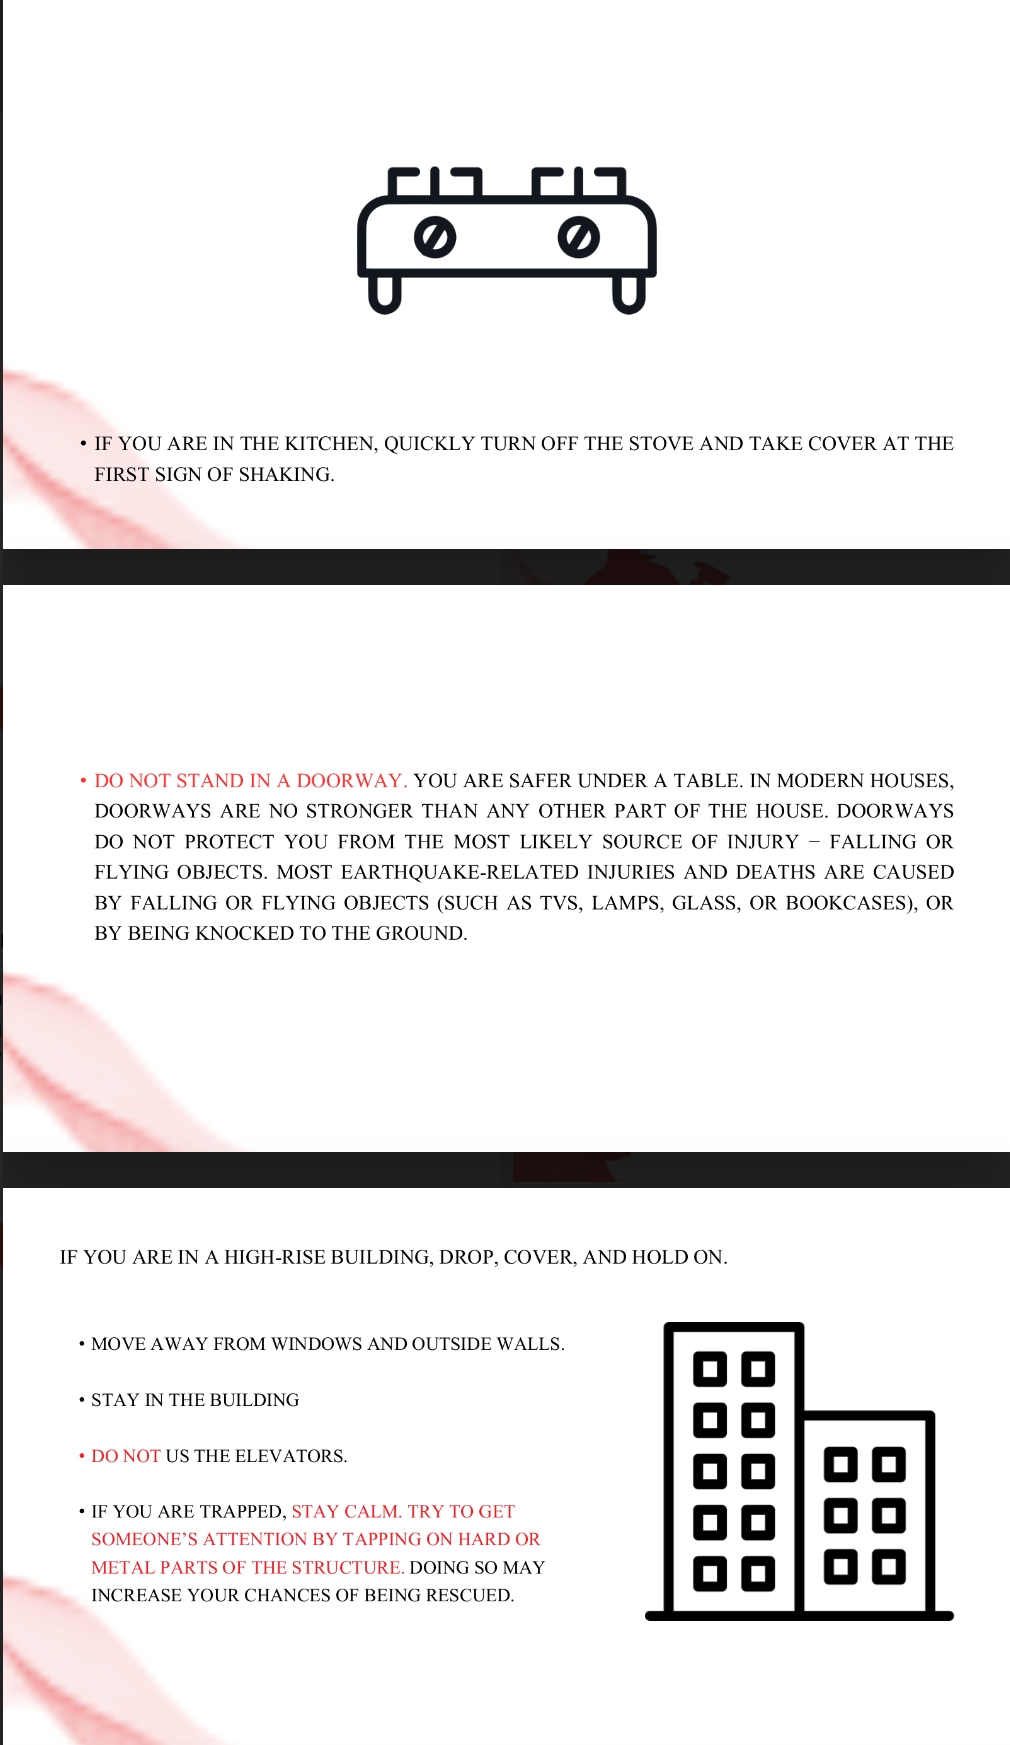 • IF YOU ARE IN THE KITCHEN, QUICKLY TURN OFF THE STOVE AND TAKE COVER AT THE
FIRST SIGN OF SHAKING.
• DO NOT STAND IN A DOORWAY. YOU ARE SAFER UNDER A TABLE. IN MODERN HOUSES,
DOORWAYS ARE NO STRONGER THAN ANY OTHER PART OF THE HOUSE. DOORWAYS
DO NOT PROTECT YOU FROM THE MOST LIKELY SOURCE OF INJURY − FALLING OR
FLYING OBJECTS. MOST EARTHQUAKE-RELATED INJURIES AND DEATHS ARE CAUSED
BY FALLING OR FLYING OBJECTS (SUCH AS TVS, LAMPS, GLASS, OR BOOKCASES), OR
BY BEING KNOCKED TO THE GROUND.
IF YOU ARE IN A HIGH-RISE BUILDING, DROP, COVER, AND HOLD ON.
• MOVE AWAY FROM WINDOWS AND OUTSIDE WALLS.
• STAY IN THE BUILDING
• DO NOT US THE ELEVATORS.
• IF YOU ARE TRAPPED, STAY CALM. TRY TO GET
SOMEONE’S ATTENTION BY TAPPING ON HARD OR
METAL PARTS OF THE STRUCTURE. DOING SO MAY
INCREASE YOUR CHANCES OF BEING RESCUED.